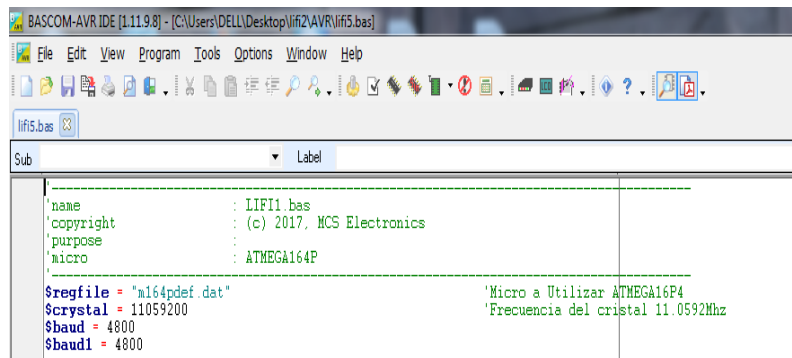 BASCOM-AVR IDE [1.11.9.8] - [C:\Users\DELL\Desktop\lifi2\AVR\lifi5.bas]
File Edit View Program Tools Options Window Help
lifi5.bas
Sub Label
'name : LIFI1.bas
'copyright : (c) 2017, MCS Electronics
'purpose :
'micro : ATMEGA164P
$regfile = "m164pdef.dat" 'Micro a Utilizar ATMEGA16P4
$crystal = 11059200 'Frecuencia del cristal 11.0592Mhz
$baud = 4800
$baud1 = 4800